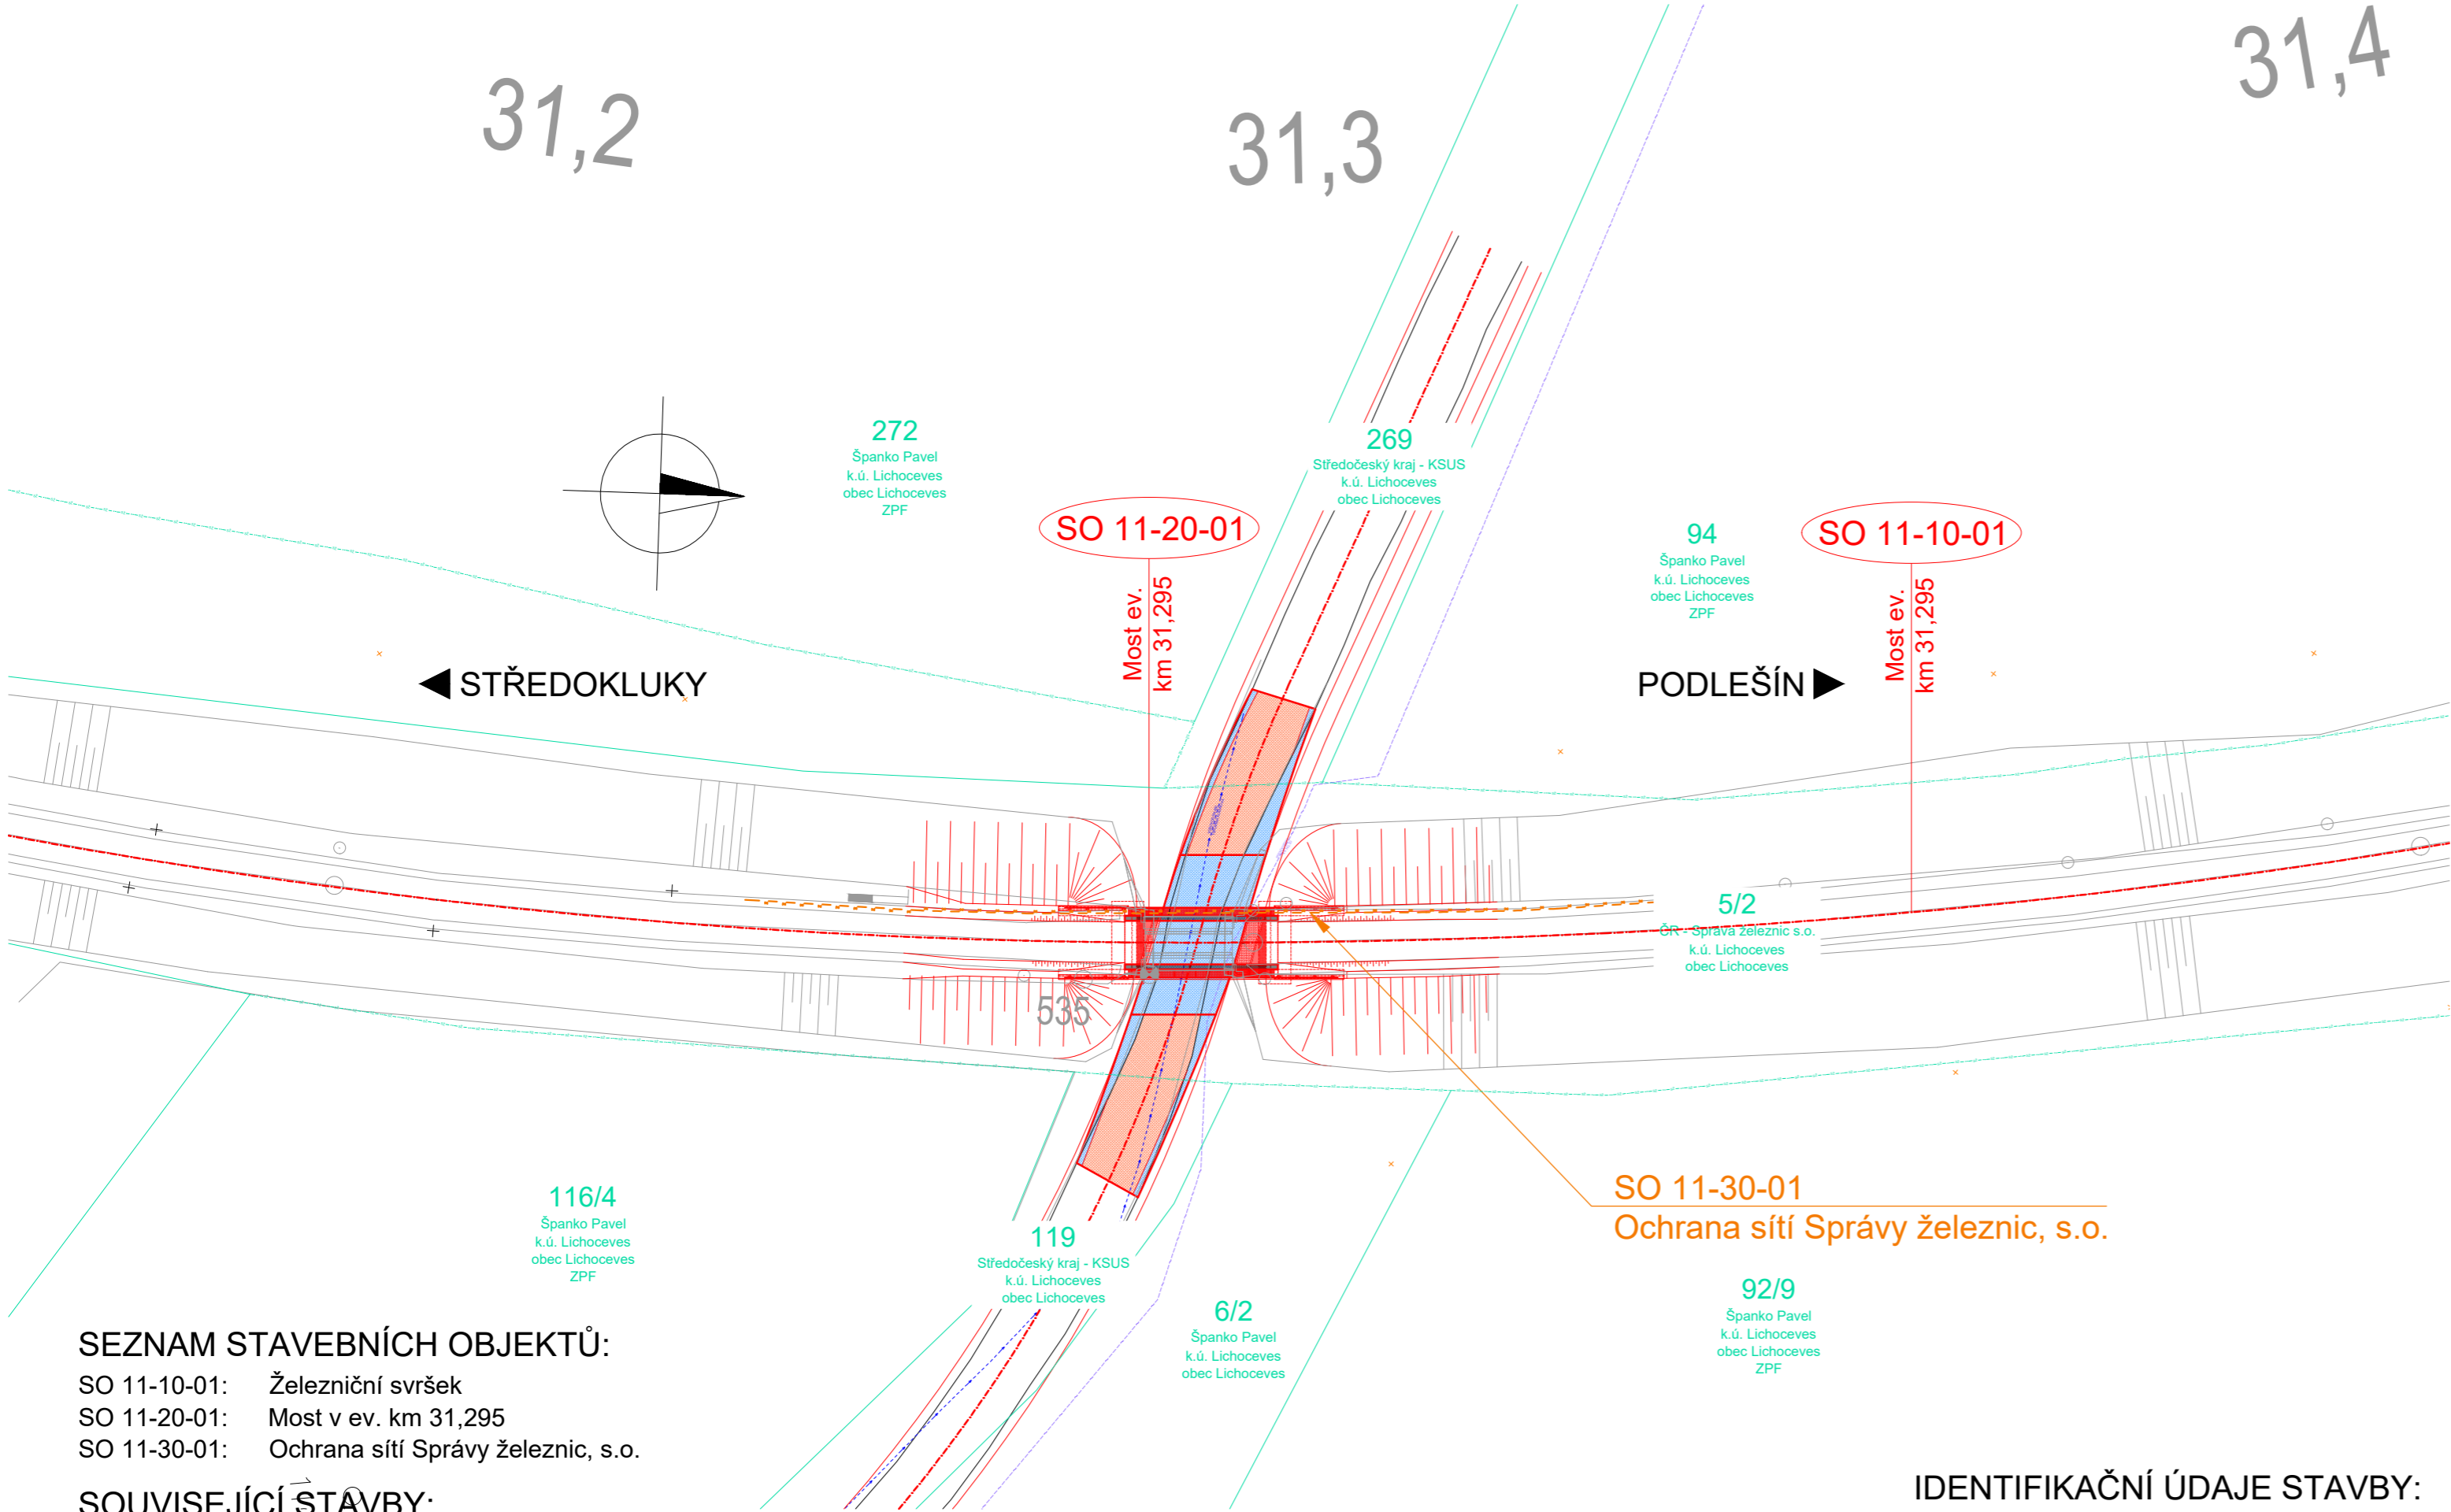 31,2
31,3
31,4
272
Španko Pavel
k.ú. Lichoceves
obec Lichoceves
ZPF
269
Středočeský kraj - KSUS
k.ú. Lichoceves
obec Lichoceves
SO 11-20-01
Most ev.
km 31,295
94
Španko Pavel
k.ú. Lichoceves
obec Lichoceves
ZPF
SO 11-10-01
Most ev.
km 31,295
STŘEDOKLUKY
PODLEŠÍN
5/2
ČR - Správa železnic s.o.
k.ú. Lichoceves
obec Lichoceves
535
SO 11-30-01
Ochrana sítí Správy železnic, s.o.
116/4
Španko Pavel
k.ú. Lichoceves
obec Lichoceves
ZPF
119
Středočeský kraj - KSUS
k.ú. Lichoceves
obec Lichoceves
6/2
Španko Pavel
k.ú. Lichoceves
obec Lichoceves
92/9
Španko Pavel
k.ú. Lichoceves
obec Lichoceves
ZPF
SEZNAM STAVEBNÍCH OBJEKTŮ:
SO 11-10-01: Železniční svršek
SO 11-20-01: Most v ev. km 31,295
SO 11-30-01: Ochrana sítí Správy železnic, s.o.
SOUVISEJÍCÍ STAVBY:
IDENTIFIKAČNÍ ÚDAJE STAVBY: